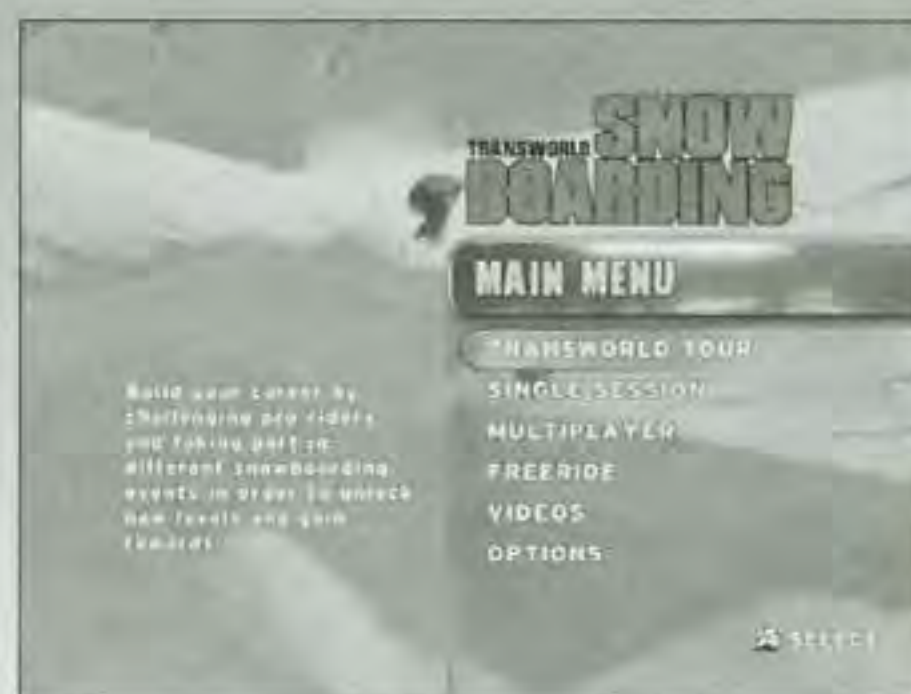 TRANSWORLD SNOW
BOARDING
MAIN MENU
TRANSWORLD TOUR
SINGLE SESSION
MULTIPLAYER
FREERIDE
VIDEOS
OPTIONS
Build your career by
challenging pro riders
and taking part in
different snowboarding
events in order to unlock
new levels and gain
rewards
A SELECT